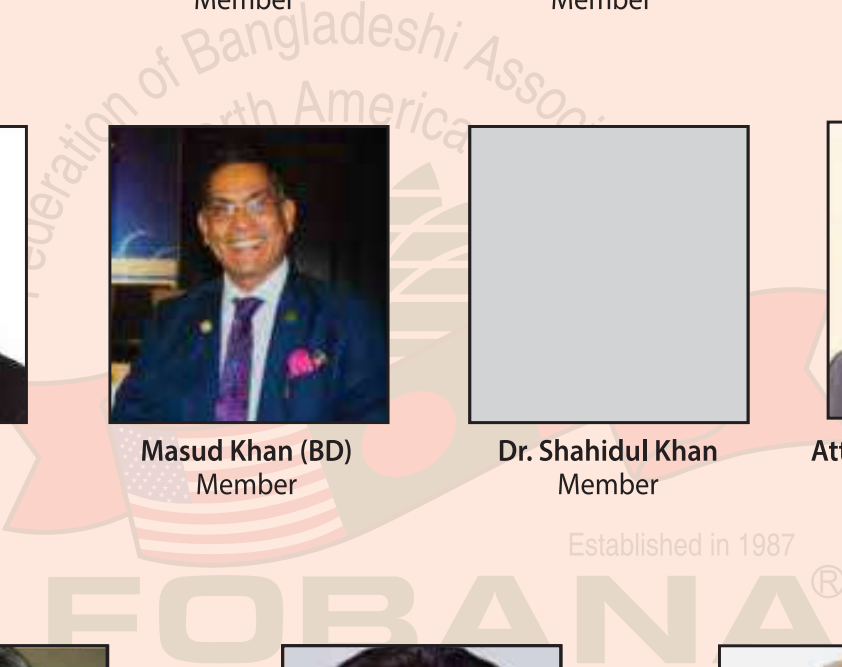 Member Member
Federation of Bangladeshi
North America
Masud Khan (BD) Dr. Shahidul Khan
Member Member
Established in 1987
FOBANA®